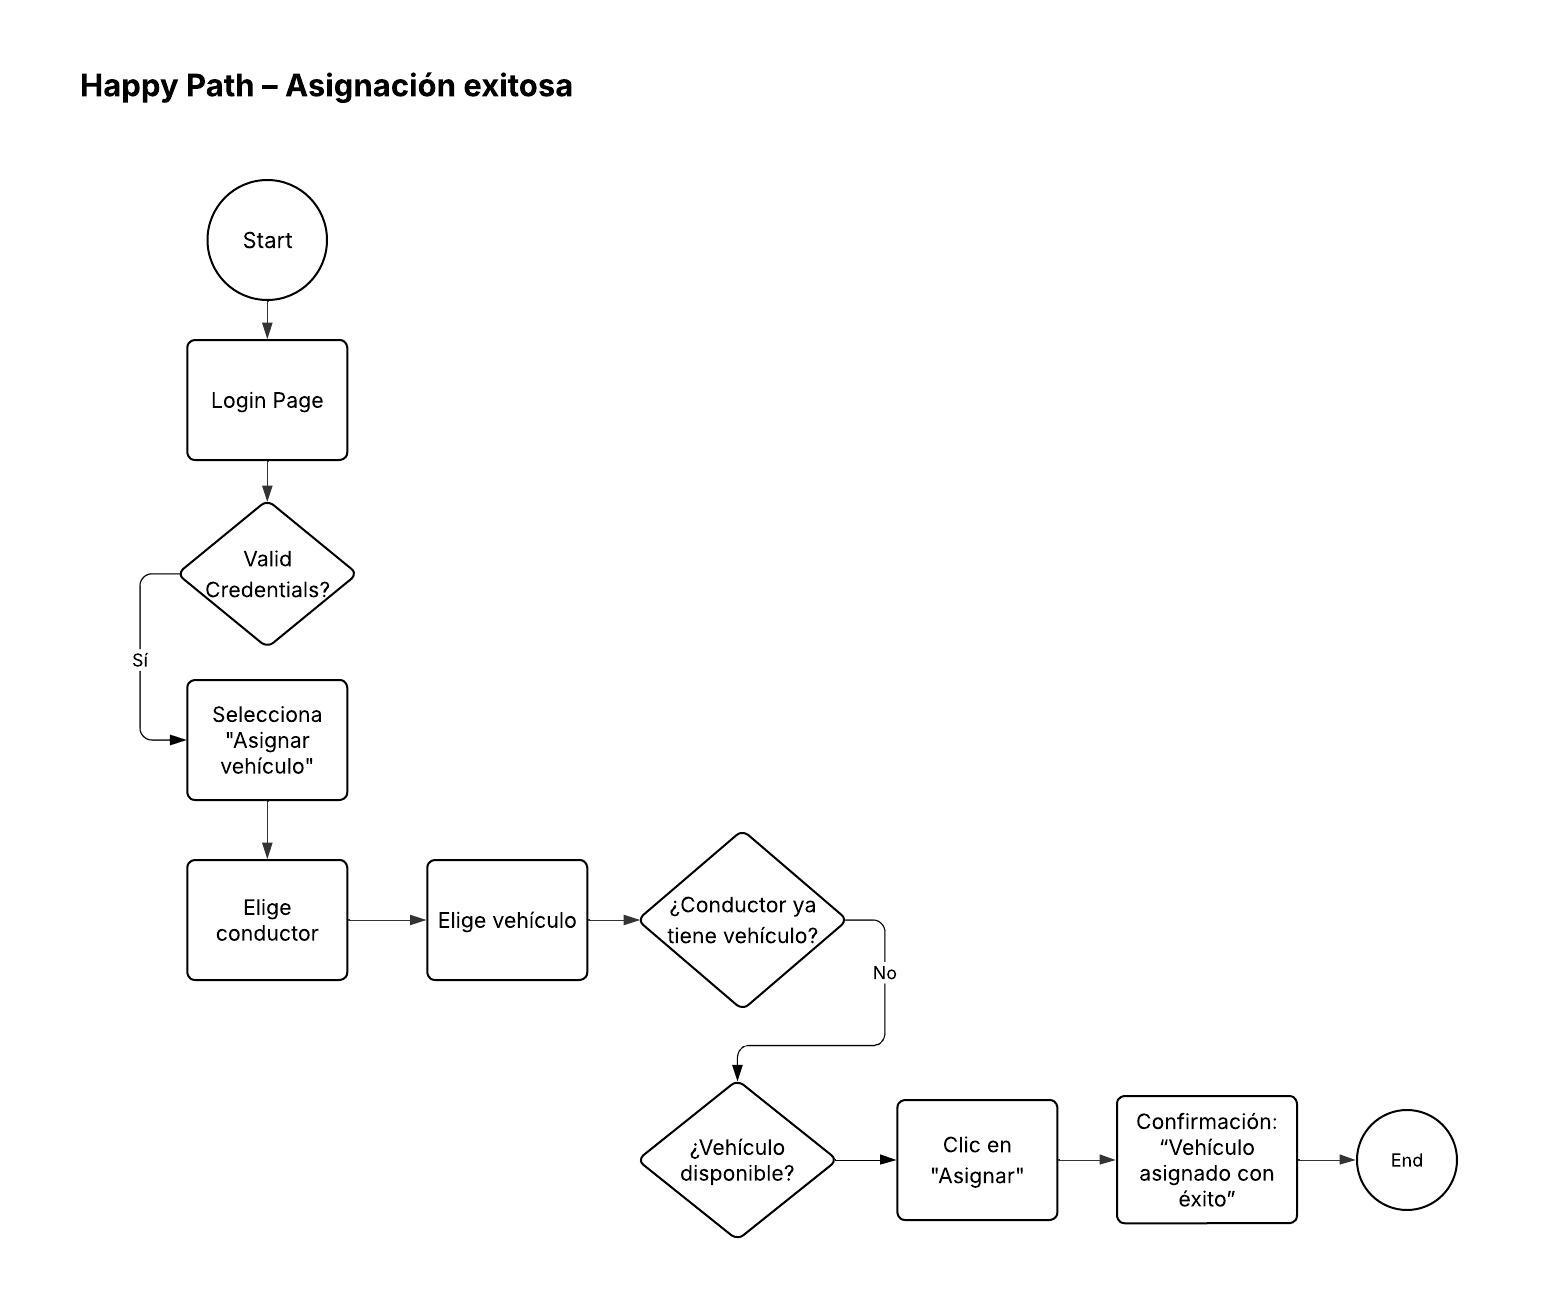 Happy Path – Asignación exitosa
Start
Login Page
Valid
Credentials?
Sí
Selecciona
"Asignar
vehículo"
Elige
conductor
Elige vehículo
¿Conductor ya
tiene vehículo?
No
¿Vehículo
disponible?
Clic en
"Asignar"
Confirmación:
“Vehículo
asignado con
éxito”
End